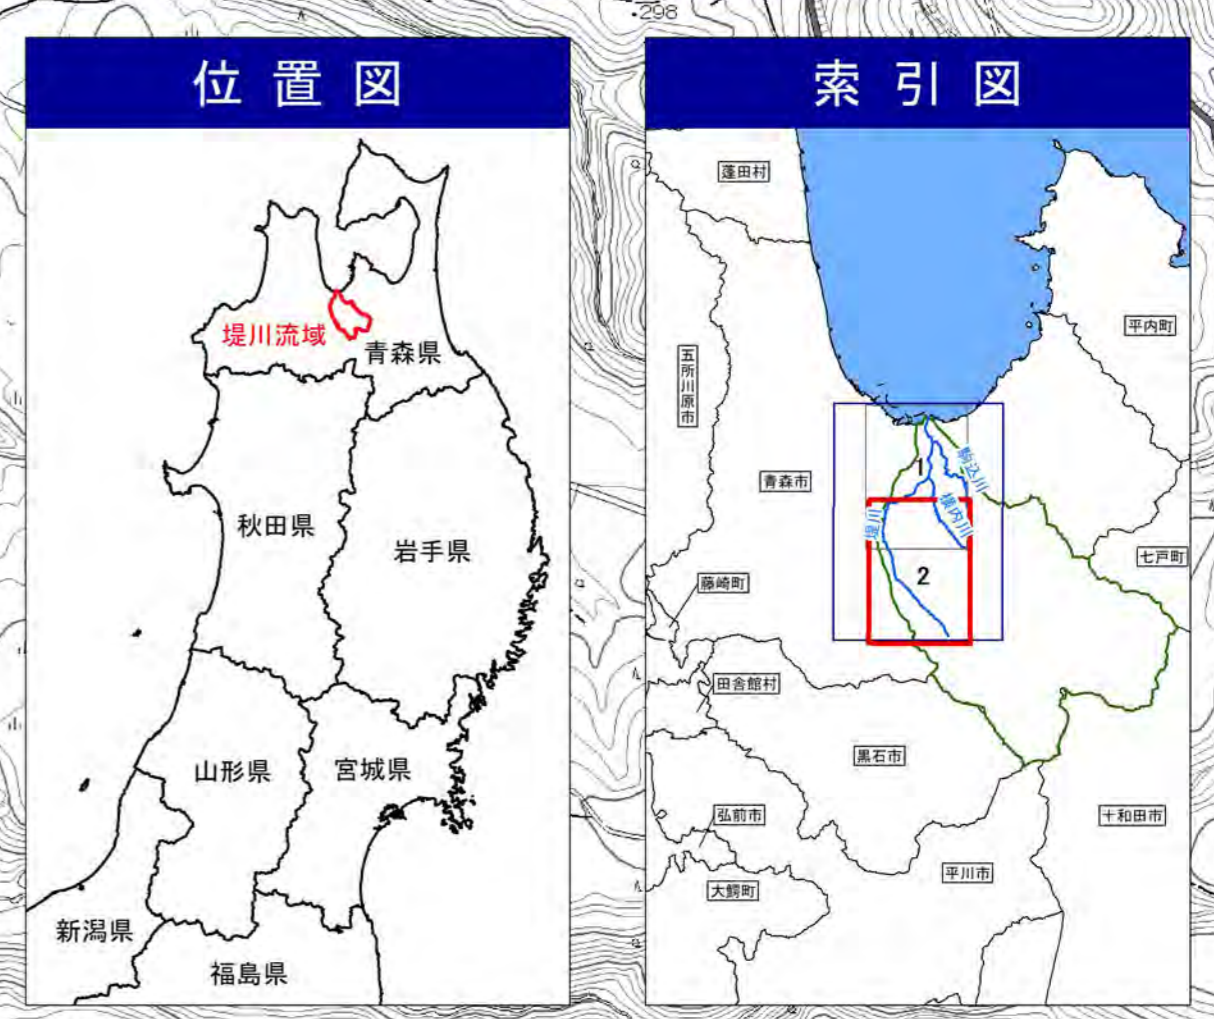 298
位置図
堤川流域
青森県
秋田県
岩手県
山形県
宮城県
新潟県
福島県
索引図
蓬田村
平内町
五所川原市
青森市
駒込川
1
横内川
堤川
七戸町
2
藤崎町
田舎館村
黒石市
弘前市
十和田市
平川市
大鰐町